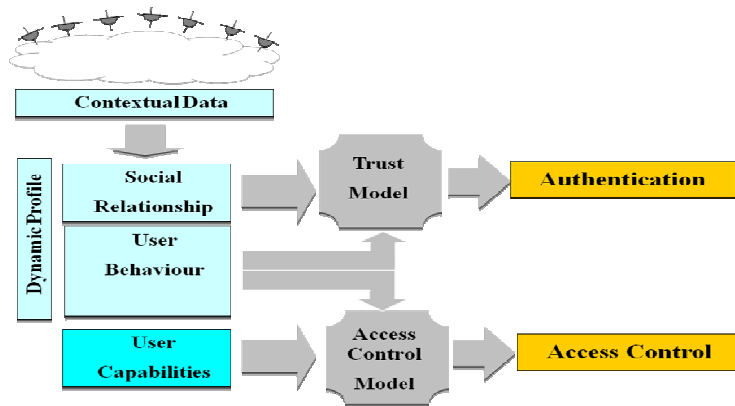 Contextual Data
Dynamic Profile
Social
Relationship
User
Behaviour
User
Capabilities
Trust
Model
Access
Control
Model
Authentication
Access Control